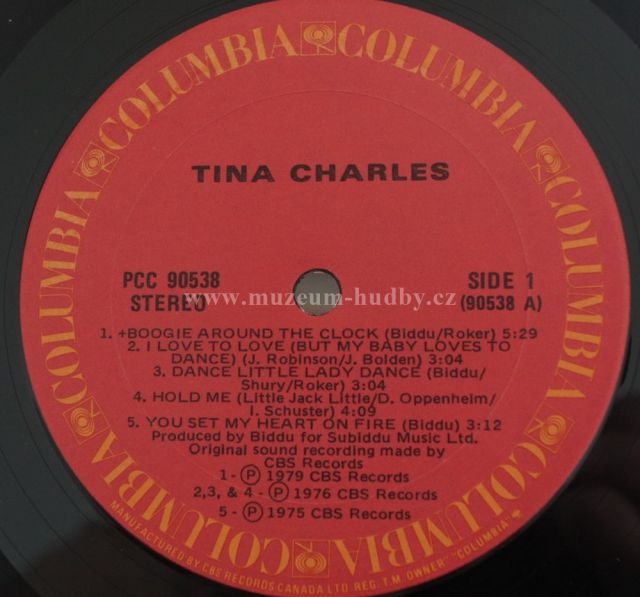 COLUMBIA COLUMBIA COLUMBIA COLUMBIA COLUMBIA COLUMBIA COLUMBIA COLUMBIA
TINA CHARLES
PCC 90538
STEREO
SIDE 1
(90538 A)
www.muzeum-hudby.cz
1. +BOOGIE AROUND THE CLOCK (Biddu/Roker) 5:29
2. I LOVE TO LOVE (BUT MY BABY LOVES TO
DANCE) (J. Robinson/J. Bolden) 3:04
3. DANCE LITTLE LADY DANCE (Biddu/
Shury/Roker) 3:04
4. HOLD ME (Little Jack Little/D. Oppenheim/
I. Schuster) 4:09
5. YOU SET MY HEART ON FIRE (Biddu) 3:12
Produced by Biddu for Subiddu Music Ltd.
Original sound recording made by
CBS Records
1 - Ⓟ 1979 CBS Records
2,3, & 4 - Ⓟ 1976 CBS Records
5 - Ⓟ 1975 CBS Records
MANUFACTURED BY CBS RECORDS CANADA LTD REG. T.M. OWNER "COLUMBIA"